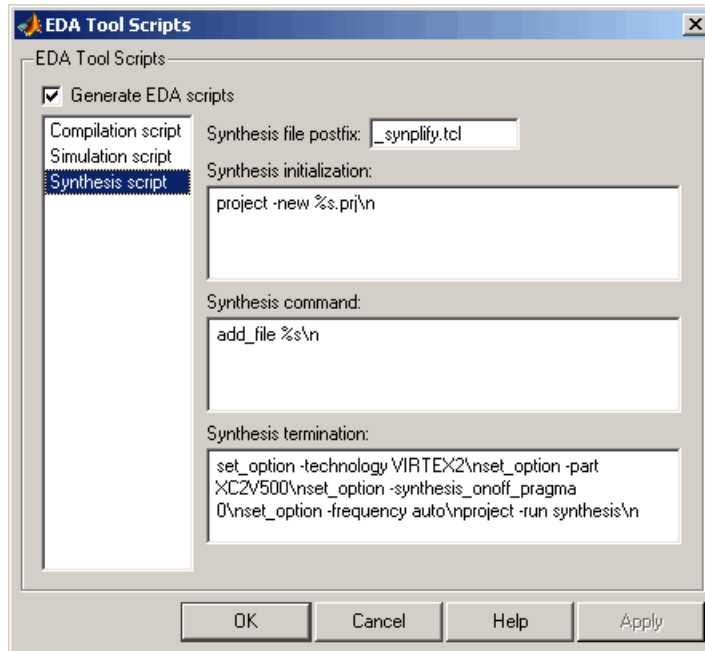 EDA Tool Scripts
EDA Tool Scripts
Generate EDA scripts
Compilation script
Simulation script
Synthesis script
Synthesis file postfix: _synplify.tcl
Synthesis initialization:
project -new %s.prj\n
Synthesis command:
add_file %s\n
Synthesis termination:
set_option -technology VIRTEX2\nset_option -part
XC2V500\nset_option -synthesis_onoff_pragma
0\nset_option -frequency auto\nproject -run synthesis\n
OK Cancel Help Apply